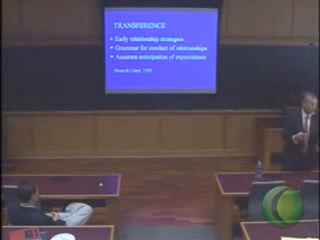 TRANSFERENCE
• Early relationship strategies
• Grammar for conduct of relationships
• Accurate anticipation of expectations